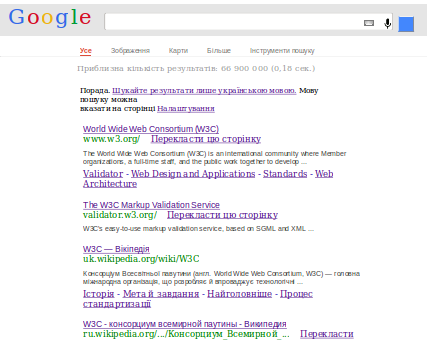 Google
Усе Зображення Карти Більше Інструменти пошуку
Приблизна кількість результатів: 66 900 000 (0,18 сек.)
Порада. Шукайте результати лише українською мовою. Мову
пошуку можна
вказати на сторінці Налаштування
World Wide Web Consortium (W3C)
www.w3.org/ Перекласти цю сторінку
The World Wide Web Consortium (W3C) is an international community where Member
organizations, a full-time staff, and the public work together to develop ...
Validator - Web Design and Applications - Standards - Web
Architecture
The W3C Markup Validation Service
validator.w3.org/ Перекласти цю сторінку
W3C's easy-to-use markup validation service, based on SGML and XML ...
W3C — Вікіпедія
uk.wikipedia.org/wiki/W3C
Консорціум Всесвітньої павутини (англ. World Wide Web Consortium, W3C) — головна
міжнародна організація, що розробляє й впроваджує технологічні ...
Історія - Мета й завдання - Найголовніше - Процес
стандартизації
W3C - консорциум всемирной паутины - Википедия
ru.wikipedia.org/.../Консорциум_Всемирной_... Перекласти